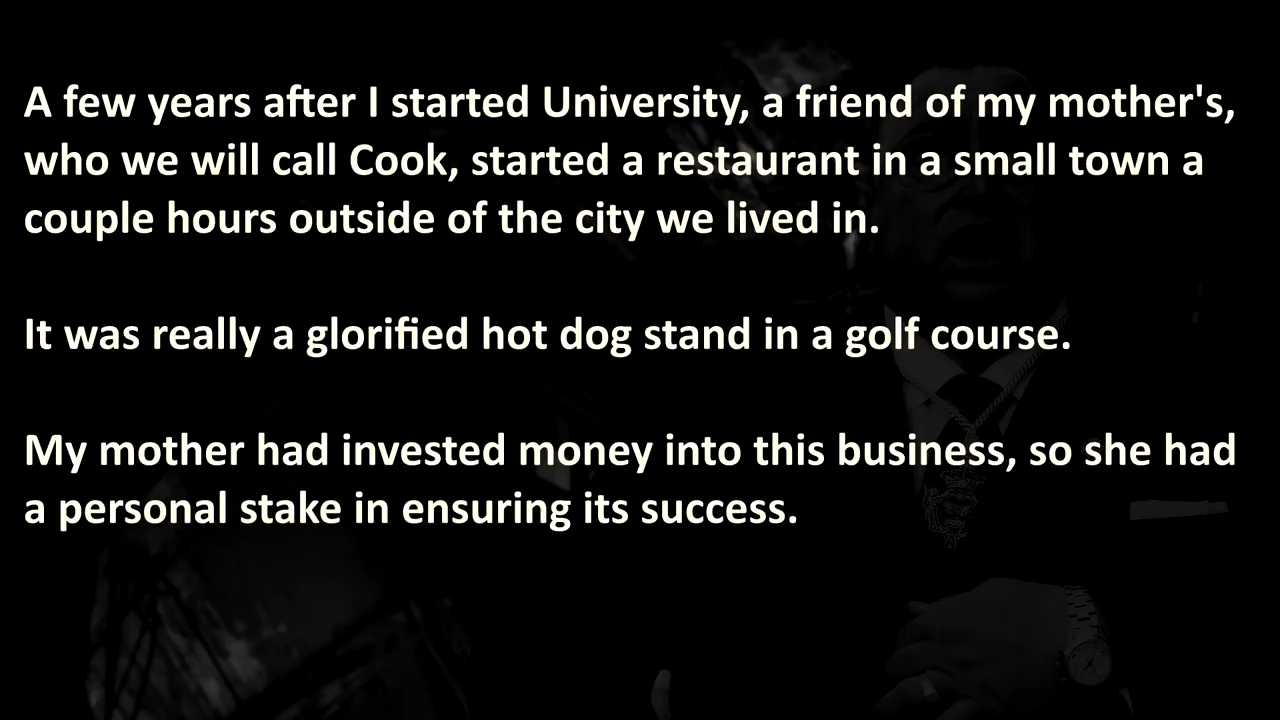 A few years after I started University, a friend of my mother's,
who we will call Cook, started a restaurant in a small town a
couple hours outside of the city we lived in.
It was really a glorified hot dog stand in a golf course.
My mother had invested money into this business, so she had
a personal stake in ensuring its success.